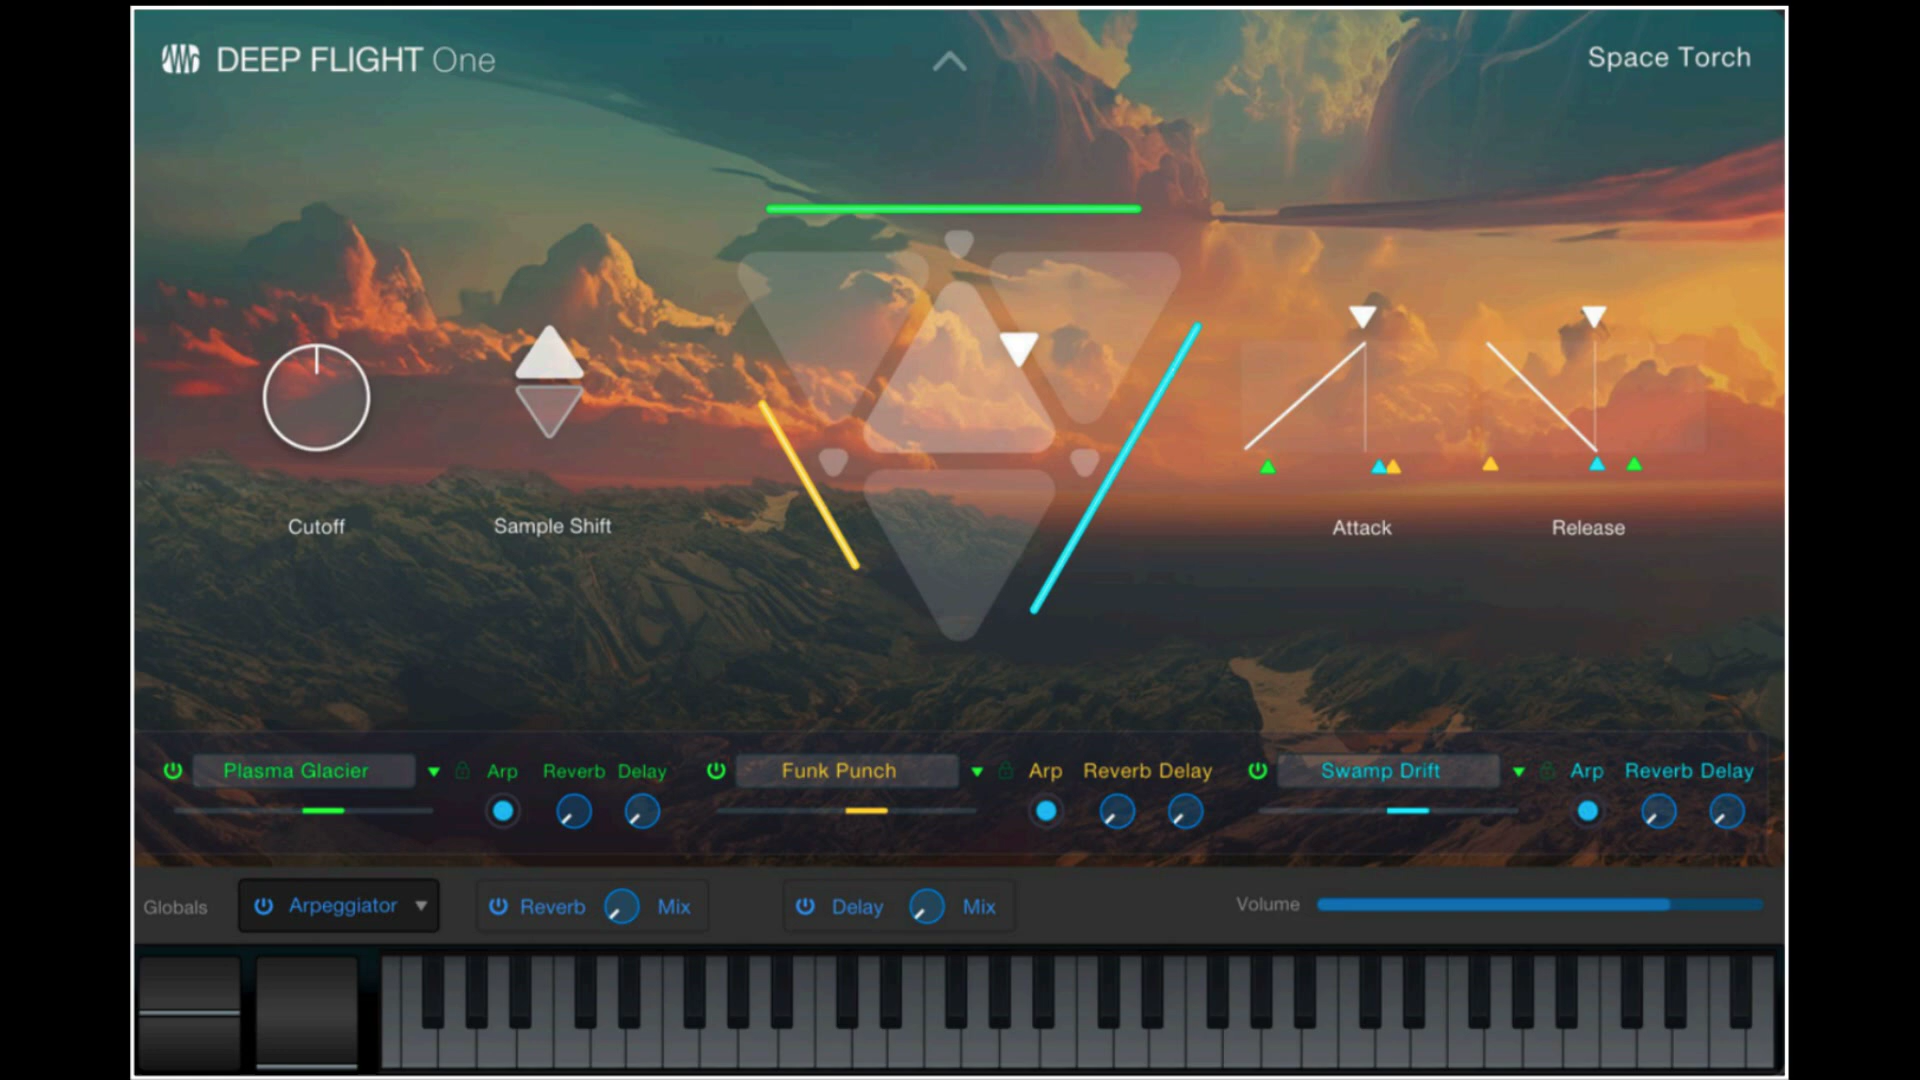 DEEP FLIGHT One
Space Torch
Cutoff
Sample Shift
Attack
Release
Plasma Glacier Arp Reverb Delay
Funk Punch Arp Reverb Delay
Swamp Drift Arp Reverb Delay
Globals Arpeggiator Reverb Mix Delay Mix Volume